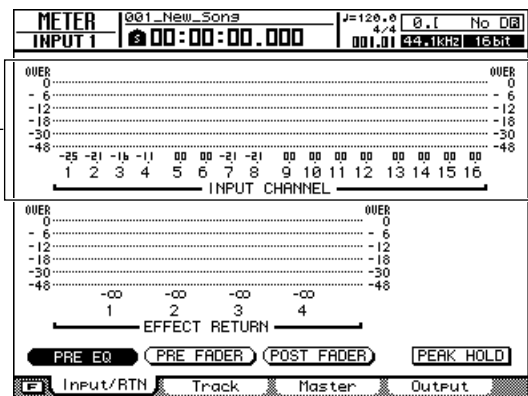 METER 001_New_Song J=120.0 0.[ No D
INPUT 1 S 00:00:00.000 4/4 001.01 44.1kHz 16bit
OVER OVER
0 0
- 6 - 6
-12 -12
-18 -18
-30 -30
-48 -48
-25 -21 -16 -11 00 00 -21 -21 00 00 00 00 00 00 00 00
1 2 3 4 5 6 7 8 9 10 11 12 13 14 15 16
INPUT CHANNEL
OVER OVER
0 0
- 6 - 6
-12 -12
-18 -18
-30 -30
-48 -48
-∞ -∞ -∞ -∞
1 2 3 4
EFFECT RETURN
PRE EQ PRE FADER POST FADER PEAK HOLD
F Input/RTN Track Master Output